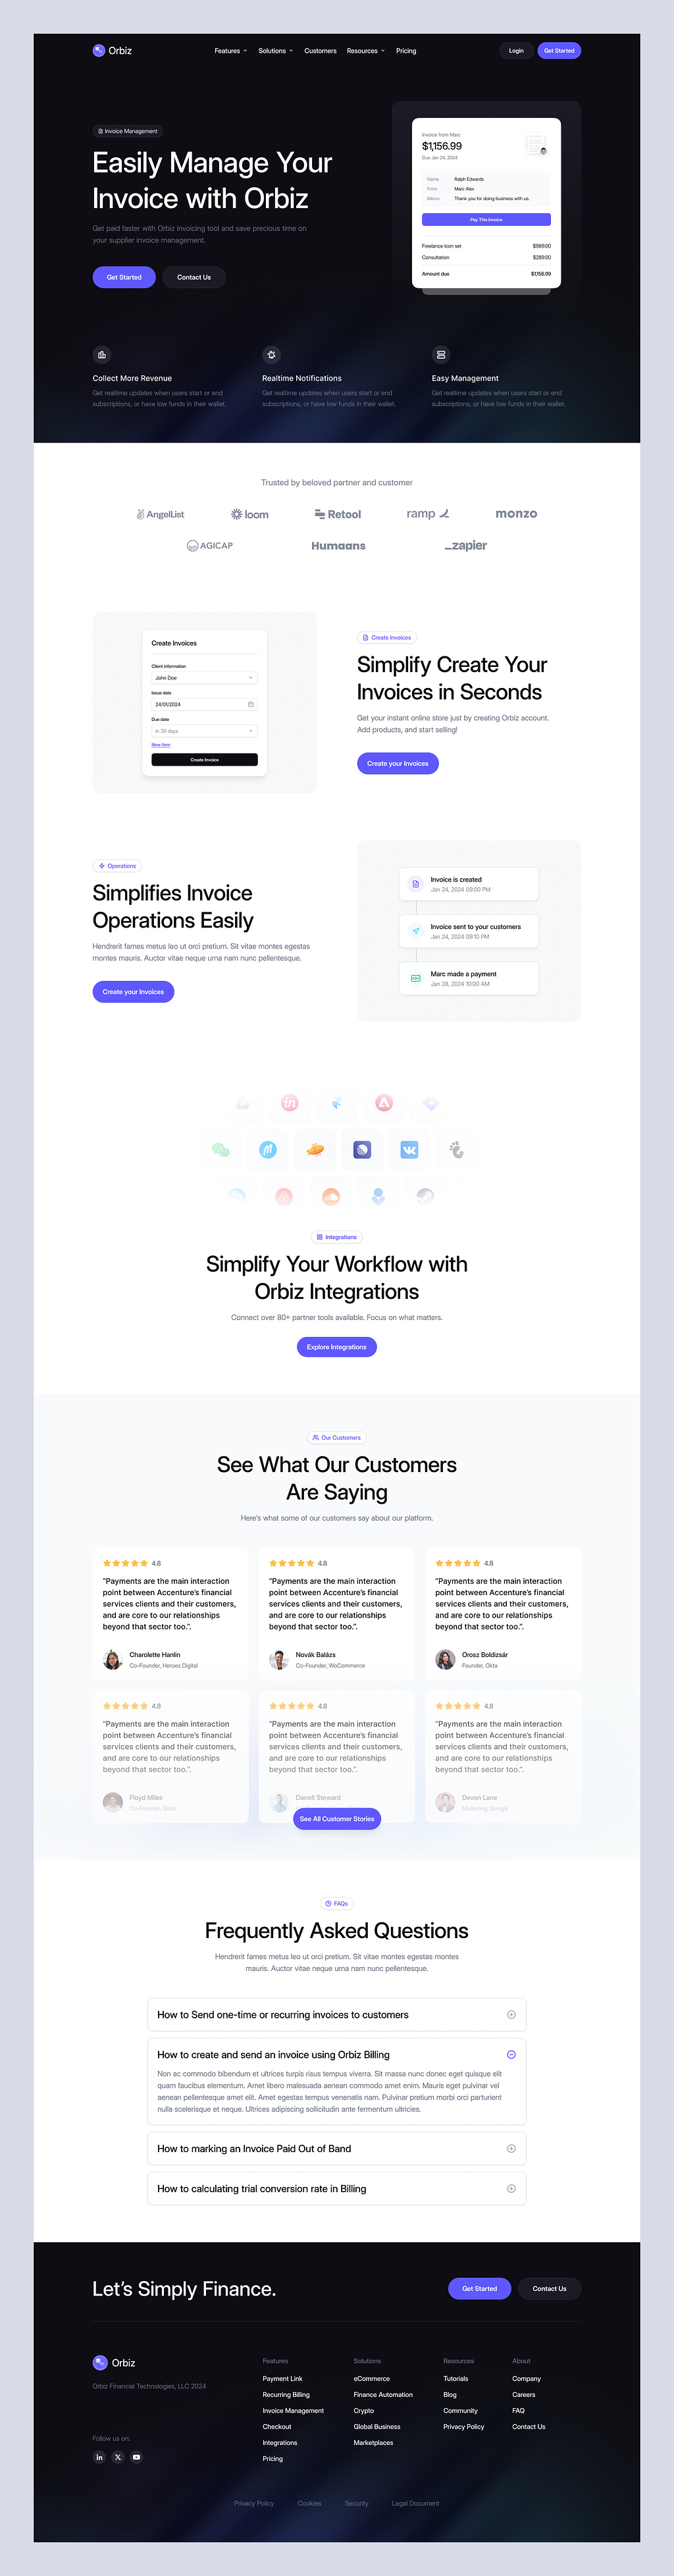 Orbiz
Features
Solutions
Customers
Resources
Pricing
Login
Get Started
Invoice Management
Easily Manage Your
Invoice with Orbiz
Get paid faster with Orbiz invoicing tool and save precious time on
your supplier invoice management.
Get Started
Contact Us
Invoice from Marc
$1,156.99
Due Jan 24, 2024
Name Ralph Edwards
From Marc Alex
Memo Thank you for doing business with us.
Pay This Invoice
Freelance Icon set $989.00
Consultation $289.00
Amount due $1,156.99
Collect More Revenue
Get realtime updates when users start or end
subscriptions, or have low funds in their wallet.
Realtime Notifications
Get realtime updates when users start or end
subscriptions, or have low funds in their wallet.
Easy Management
Get realtime updates when users start or end
subscriptions, or have low funds in their wallet.
Trusted by beloved partner and customer
AngelList
loom
Retool
ramp
monzo
AGICAP
Humaans
_zapier
Create Invoices
Client information
John Doe
Issue date
24/01/2024
Due date
in 30 days
New Item
Create Invoice
Create Invoices
Simplify Create Your
Invoices in Seconds
Get your instant online store just by creating Orbiz account.
Add products, and start selling!
Create your Invoices
Operations
Simplifies Invoice
Operations Easily
Hendrerit fames metus leo ut orci pretium. Sit vitae montes egestas
montes mauris. Auctor vitae neque urna nam nunc pellentesque.
Create your Invoices
Invoice is created
Jan 24, 2024 09:00 PM
Invoice sent to your customers
Jan 24, 2024 09:10 PM
Marc made a payment
Jan 28, 2024 10:00 AM
Integrations
Simplify Your Workflow with
Orbiz Integrations
Connect over 80+ partner tools available. Focus on what matters.
Explore Integrations
Our Customers
See What Our Customers
Are Saying
Here's what some of our customers say about our platform.
4.8
"Payments are the main interaction
point between Accenture's financial
services clients and their customers,
and are core to our relationships
beyond that sector too.".
Charolette Hanlin
Co-Founder, Heroes Digital
4.8
"Payments are the main interaction
point between Accenture's financial
services clients and their customers,
and are core to our relationships
beyond that sector too.".
Novák Balázs
Co-Founder, WoCommerce
4.8
"Payments are the main interaction
point between Accenture's financial
services clients and their customers,
and are core to our relationships
beyond that sector too.".
Orosz Boldizsár
Founder, Okta
4.8
"Payments are the main interaction
point between Accenture's financial
services clients and their customers,
and are core to our relationships
beyond that sector too.".
Floyd Miles
Co-Founder, Slack
4.8
"Payments are the main interaction
point between Accenture's financial
services clients and their customers,
and are core to our relationships
beyond that sector too.".
Darrell Steward
4.8
"Payments are the main interaction
point between Accenture's financial
services clients and their customers,
and are core to our relationships
beyond that sector too.".
Devon Lane
Marketing, Google
See All Customer Stories
FAQs
Frequently Asked Questions
Hendrerit fames metus leo ut orci pretium. Sit vitae montes egestas montes
mauris. Auctor vitae neque urna nam nunc pellentesque.
How to Send one-time or recurring invoices to customers
How to create and send an invoice using Orbiz Billing
Non ac commodo bibendum et ultrices turpis risus tempus viverra. Sit massa nunc donec eget quisque elit
quam faucibus elementum. Amet libero malesuada aenean commodo amet enim. Mauris eget pulvinar vel
aenean pellentesque amet elit. Amet egestas tempus venenatis nam. Pulvinar pretium morbi orci parturient
nulla scelerisque et neque. Ultrices adipiscing sollicitudin ante fermentum ultricies.
How to marking an Invoice Paid Out of Band
How to calculating trial conversion rate in Billing
Let's Simply Finance.
Get Started
Contact Us
Orbiz
Orbiz Financial Technologies, LLC 2024
Follow us on:
Features
Payment Link
Recurring Billing
Invoice Management
Checkout
Integrations
Pricing
Solutions
eCommerce
Finance Automation
Crypto
Global Business
Marketplaces
Resources
Tutorials
Blog
Community
Privacy Policy
About
Company
Careers
FAQ
Contact Us
Privacy Policy
Cookies
Security
Legal Document